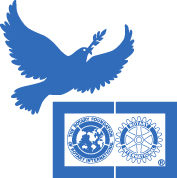 THE ROTARY FOUNDATION
OF ROTARY INTERNATIONAL
ROTARY
INTERNATIONAL
®